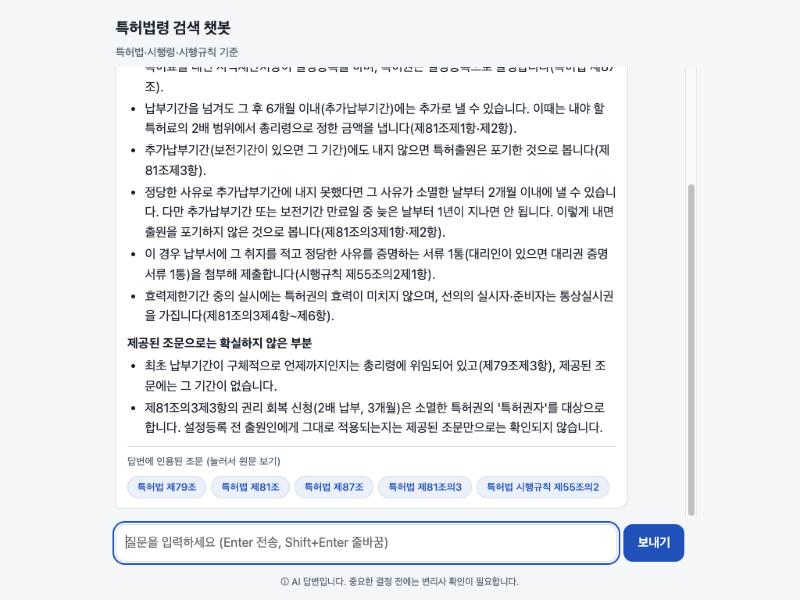 특허법령 검색 챗봇
특허법·시행령·시행규칙 기준
조).
• 납부기간을 넘겨도 그 후 6개월 이내(추가납부기간)에는 추가로 낼 수 있습니다. 이때는 내야 할
특허료의 2배 범위에서 총리령으로 정한 금액을 냅니다(제81조제1항·제2항).
• 추가납부기간(보전기간이 있으면 그 기간)에도 내지 않으면 특허출원은 포기한 것으로 봅니다(제
81조제3항).
• 정당한 사유로 추가납부기간에 내지 못했다면 그 사유가 소멸한 날부터 2개월 이내에 낼 수 있습니
다. 다만 추가납부기간 또는 보전기간 만료일 중 늦은 날부터 1년이 지나면 안 됩니다. 이렇게 내면
출원을 포기하지 않은 것으로 봅니다(제81조의3제1항·제2항).
• 이 경우 납부서에 그 취지를 적고 정당한 사유를 증명하는 서류 1통(대리인이 있으면 대리권 증명
서류 1통)을 첨부해 제출합니다(시행규칙 제55조의2제1항).
• 효력제한기간 중의 실시에는 특허권의 효력이 미치지 않으며, 선의의 실시자·준비자는 통상실시권
을 가집니다(제81조의3제4항~제6항).
제공된 조문으로는 확실하지 않은 부분
• 최초 납부기간이 구체적으로 언제까지인지는 총리령에 위임되어 있고(제79조제3항), 제공된 조
문에는 그 기간이 없습니다.
• 제81조의3제3항의 권리 회복 신청(2배 납부, 3개월)은 소멸한 특허권의 '특허권자'를 대상으로
합니다. 설정등록 전 출원인에게 그대로 적용되는지는 제공된 조문만으로는 확인되지 않습니다.
답변에 인용된 조문 (눌러서 원문 보기)
특허법 제79조 특허법 제81조 특허법 제87조 특허법 제81조의3 특허법 시행규칙 제55조의2
질문을 입력하세요 (Enter 전송, Shift+Enter 줄바꿈) 보내기
ⓘ AI 답변입니다. 중요한 결정 전에는 변리사 확인이 필요합니다.